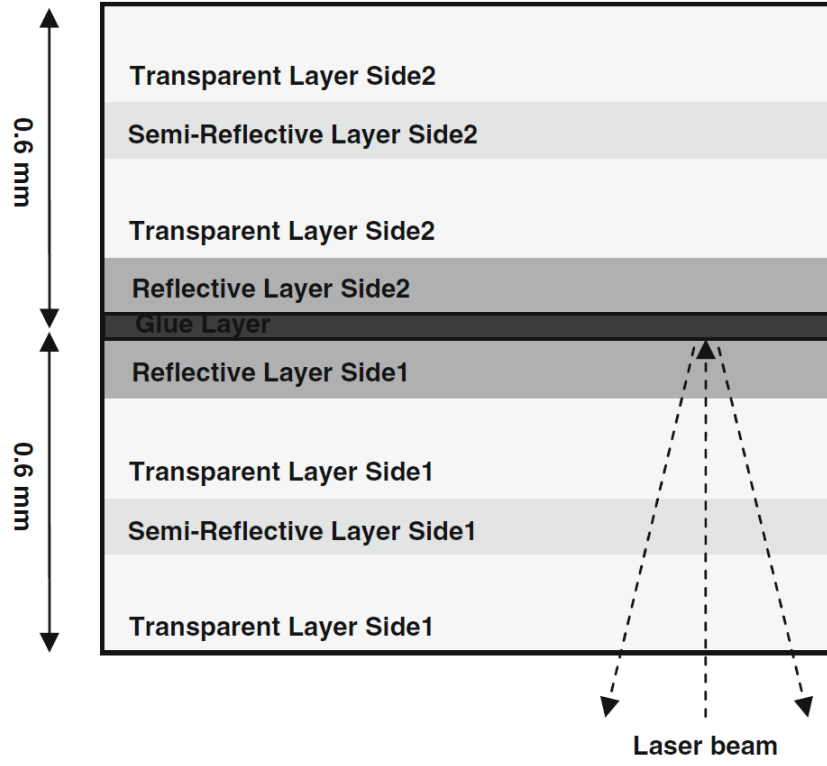 0.6 mm
Transparent Layer Side2
Semi-Reflective Layer Side2
Transparent Layer Side2
Reflective Layer Side2
Glue Layer
0.6 mm
Reflective Layer Side1
Transparent Layer Side1
Semi-Reflective Layer Side1
Transparent Layer Side1
Laser beam